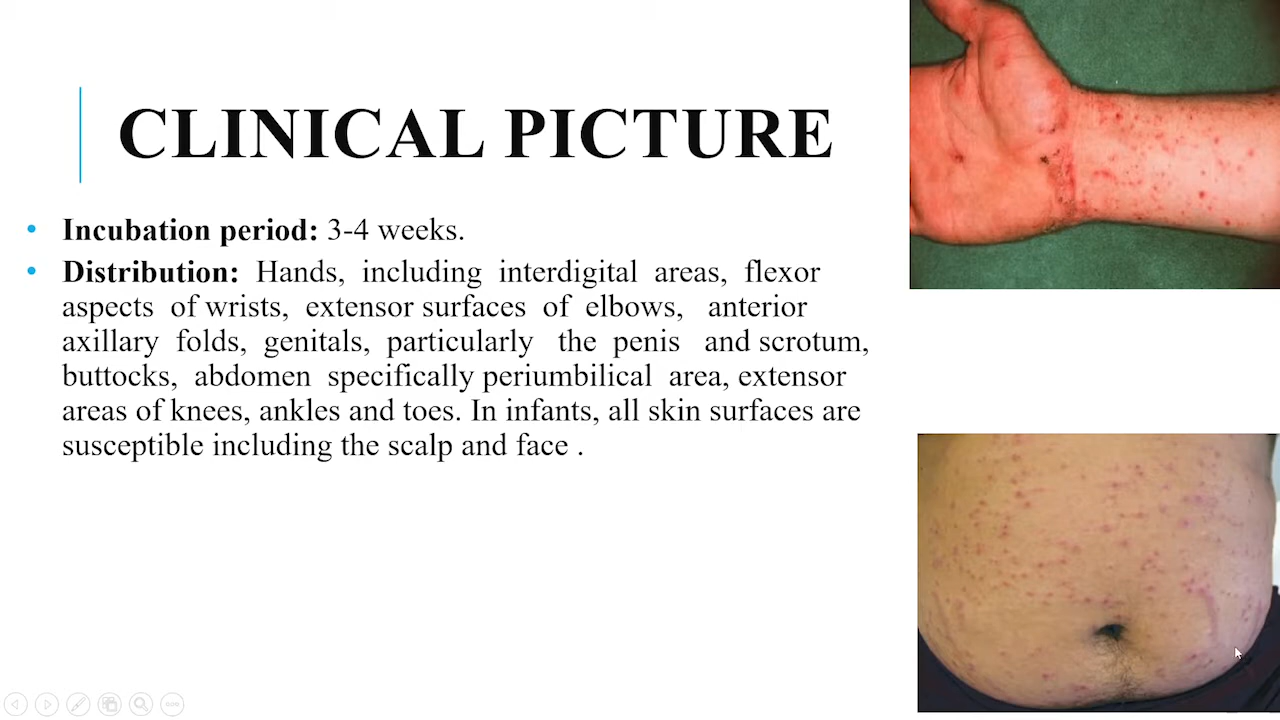 CLINICAL PICTURE
• Incubation period: 3-4 weeks.
• Distribution: Hands, including interdigital areas, flexor
aspects of wrists, extensor surfaces of elbows, anterior
axillary folds, genitals, particularly the penis and scrotum,
buttocks, abdomen specifically periumbilical area, extensor
areas of knees, ankles and toes. In infants, all skin surfaces are
susceptible including the scalp and face .